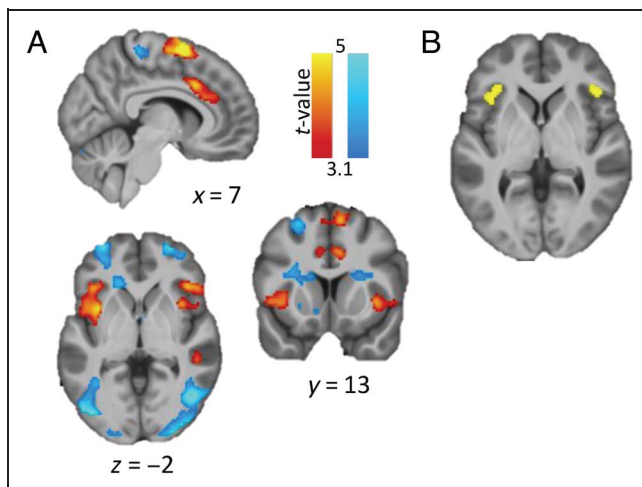 A
B
5
t-value
3.1
x = 7
y = 13
z = −2